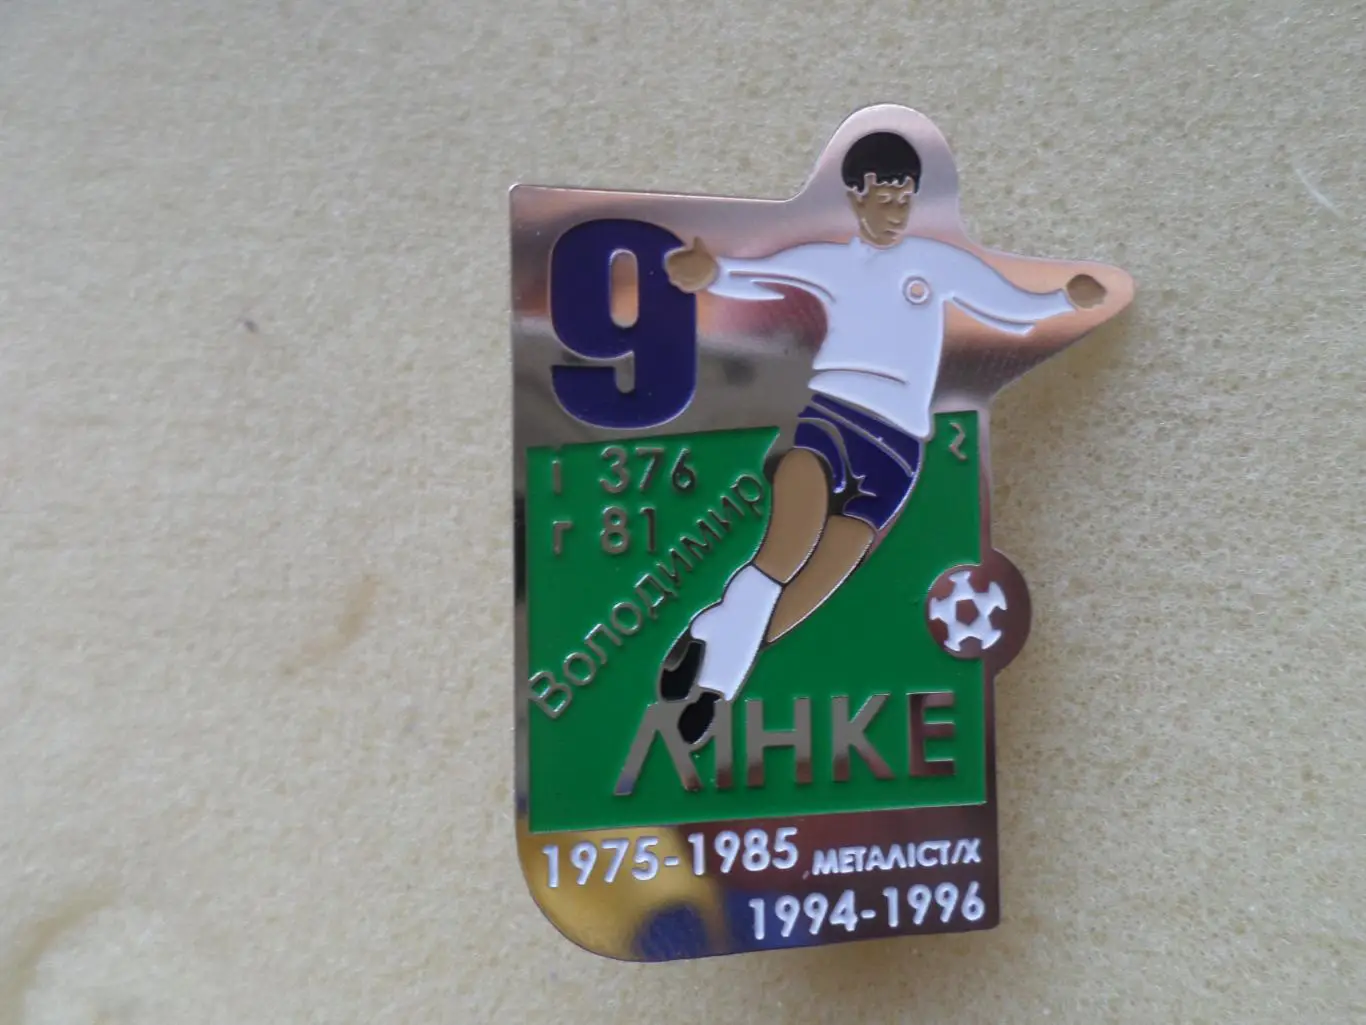 9
і 376
г 81
Володимир
ЛІНКЕ
1975-1985 МЕТАЛІСТ/Х
1994-1996